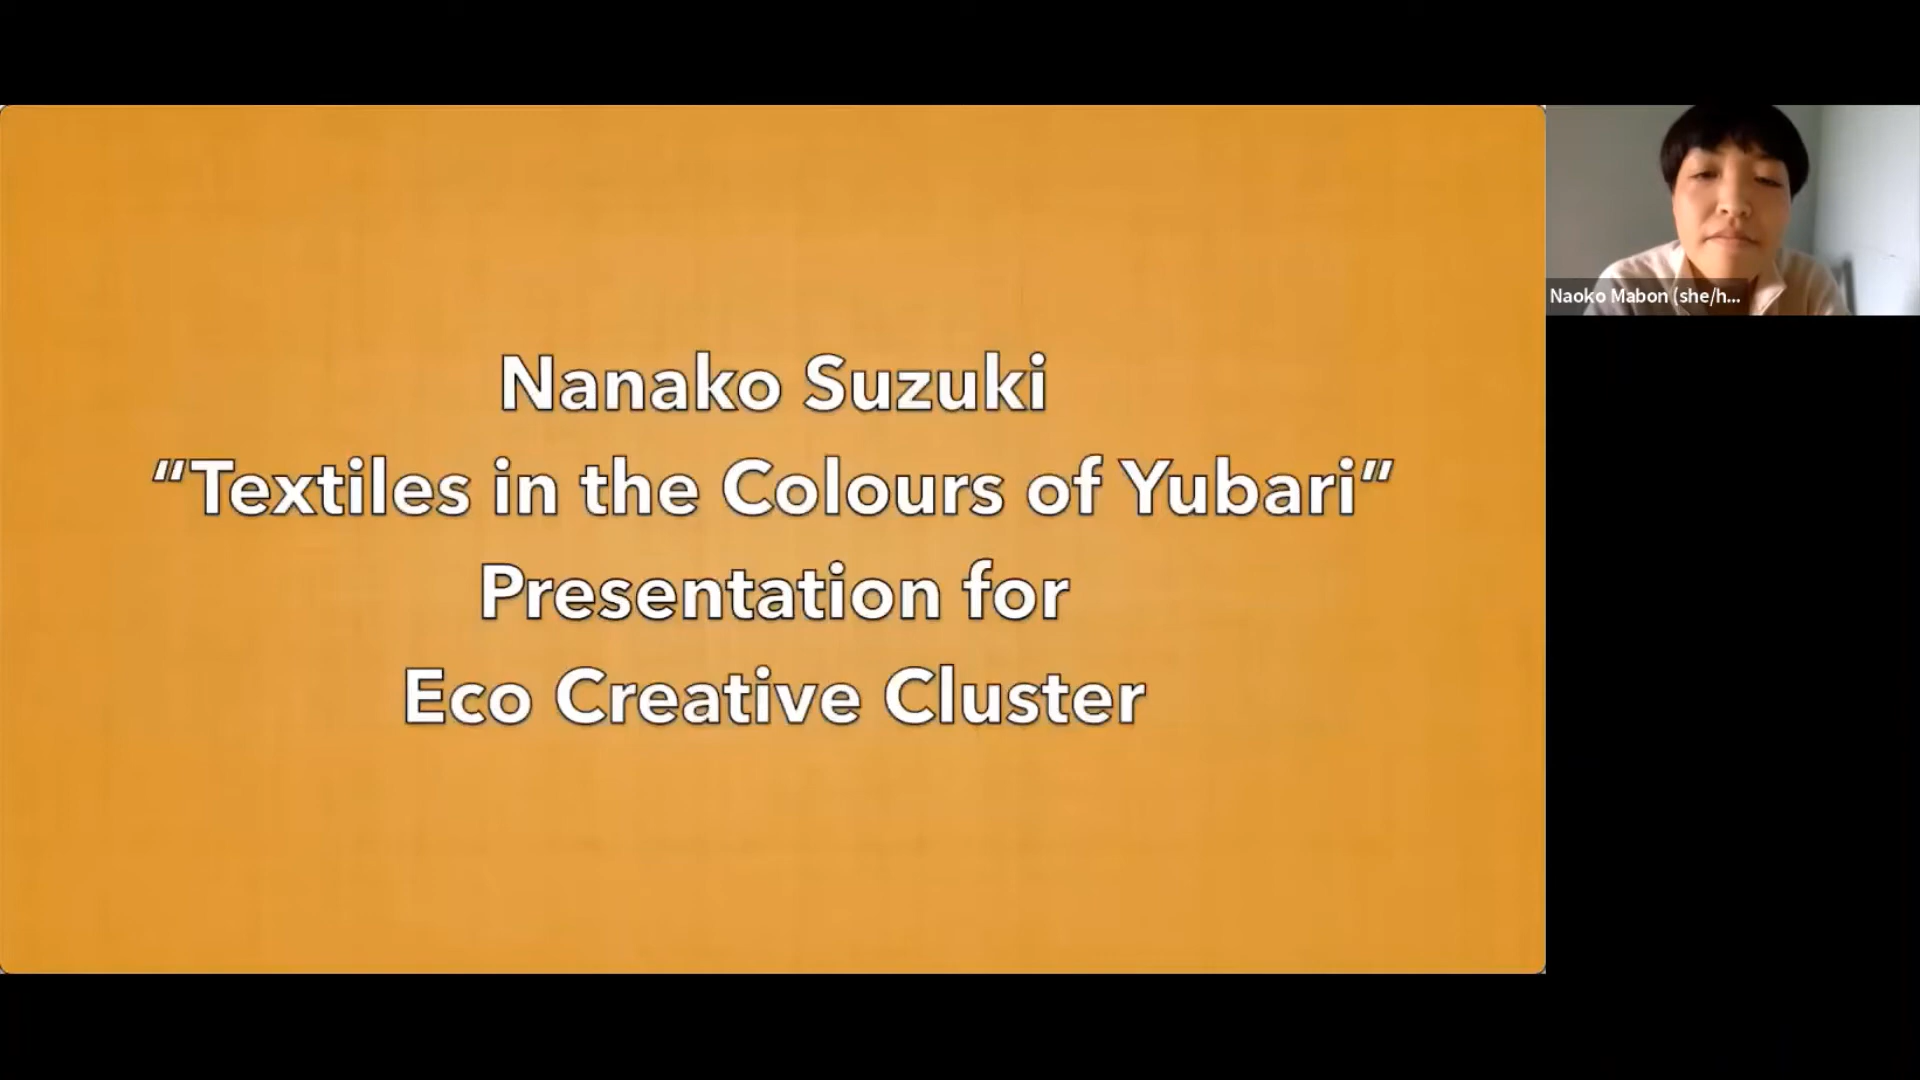 Nanako Suzuki
“Textiles in the Colours of Yubari“
Presentation for
Eco Creative Cluster
Naoko Mabon (she/h...